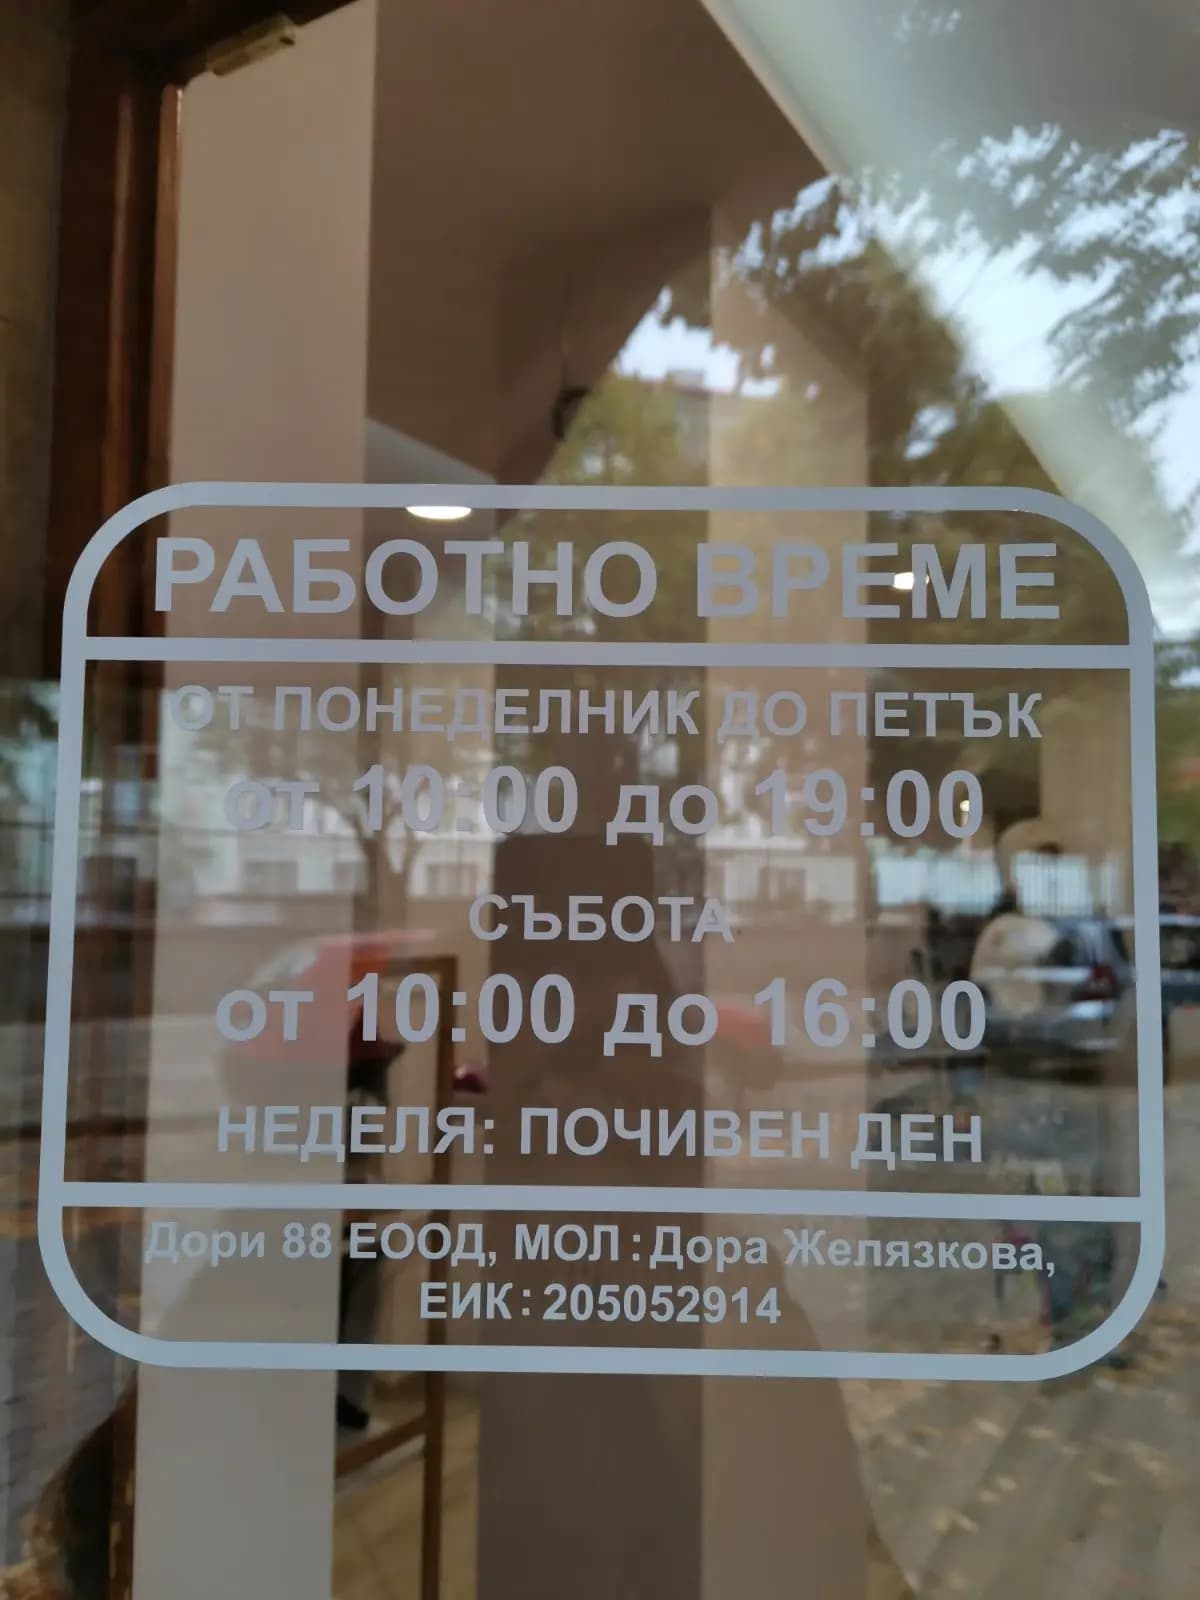 РАБОТНО ВРЕМЕ
ОТ ПОНЕДЕЛНИК ДО ПЕТЪК
от 10:00 до 19:00
СЪБОТА
от 10:00 до 16:00
НЕДЕЛЯ: ПОЧИВЕН ДЕН
Дори 88 ЕООД, МОЛ:Дора Желязкова,
ЕИК:205052914